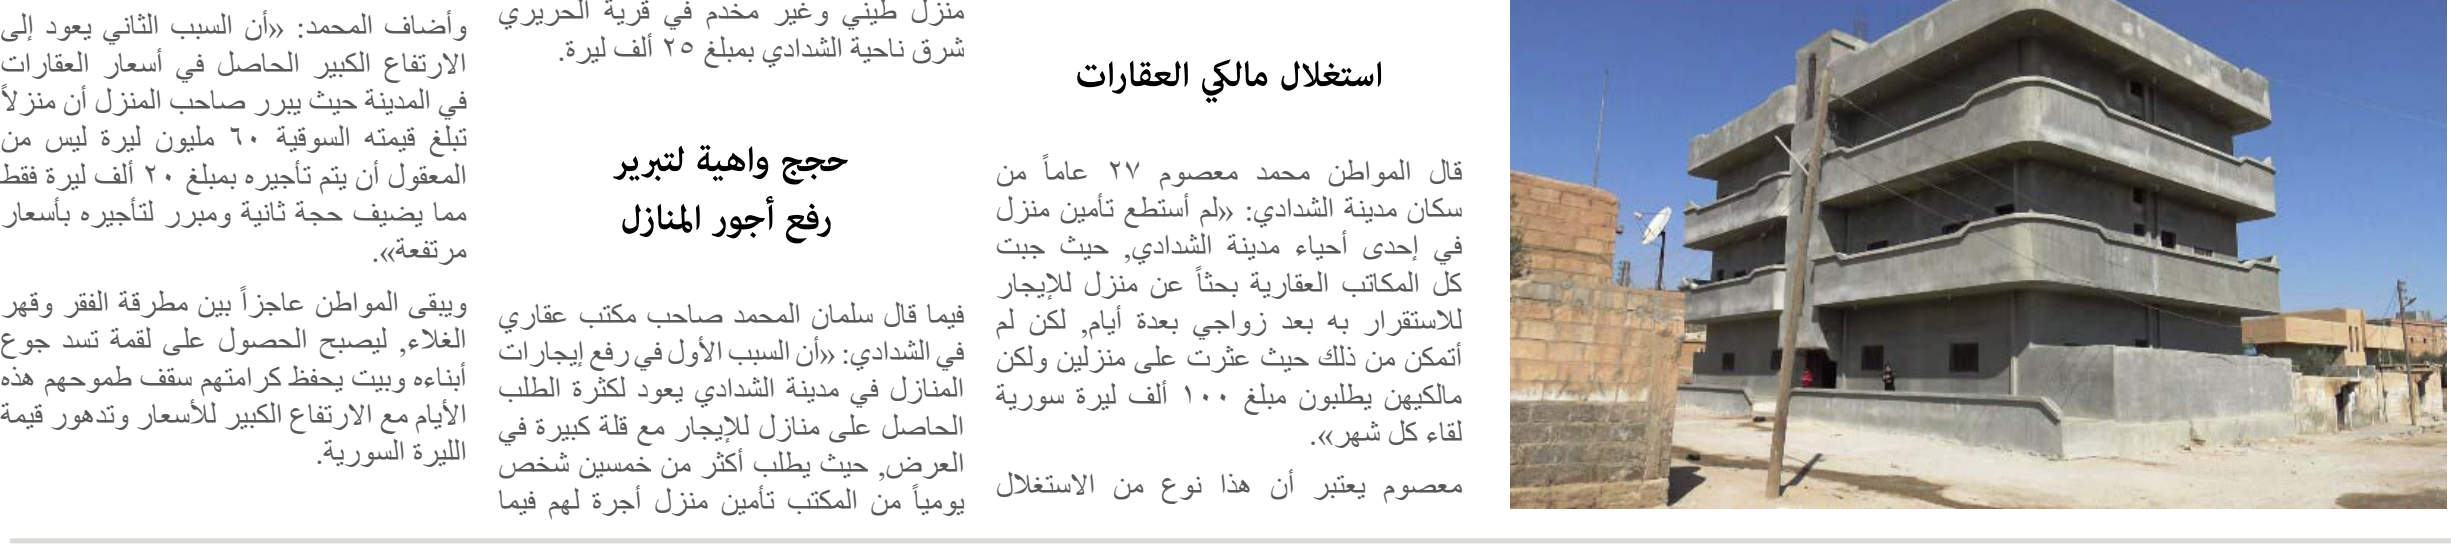 استغلال مالكي العقارات
قال المواطن محمد معصوم ٢٧ عاماً من
سكان مدينة الشدادي: «لم أستطع تأمين منزل
في إحدى أحياء مدينة الشدادي, حيث جبت
كل المكاتب العقارية بحثاً عن منزل للإيجار
للاستقرار به بعد زواجي بعدة أيام, لكن لم
أتمكن من ذلك حيث عثرت على منزلين ولكن
مالكيهن يطلبون مبلغ ١٠٠ ألف ليرة سورية
لقاء كل شهر».
معصوم يعتبر أن هذا نوع من الاستغلال
منزل طيني وغير مخدم في قرية الحريري
شرق ناحية الشدادي بمبلغ ٢٥ ألف ليرة.
حجج واهية لتبرير
رفع أجور المنازل
فيما قال سلمان المحمد صاحب مكتب عقاري
في الشدادي: «أن السبب الأول في رفع إيجارات
المنازل في مدينة الشدادي يعود لكثرة الطلب
الحاصل على منازل للإيجار مع قلة كبيرة في
العرض, حيث يطلب أكثر من خمسين شخص
يومياً من المكتب تأمين منزل أجرة لهم فيما
وأضاف المحمد: «أن السبب الثاني يعود إلى
الارتفاع الكبير الحاصل في أسعار العقارات
في المدينة حيث يبرر صاحب المنزل أن منزلاً
تبلغ قيمته السوقية ٦٠ مليون ليرة ليس من
المعقول أن يتم تأجيره بمبلغ ٢٠ ألف ليرة فقط
مما يضيف حجة ثانية ومبرر لتأجيره بأسعار
مرتفعة».
ويبقى المواطن عاجزاً بين مطرقة الفقر وقهر
الغلاء, ليصبح الحصول على لقمة تسد جوع
أبناءه وبيت يحفظ كرامتهم سقف طموحهم هذه
الأيام مع الارتفاع الكبير للأسعار وتدهور قيمة
الليرة السورية.